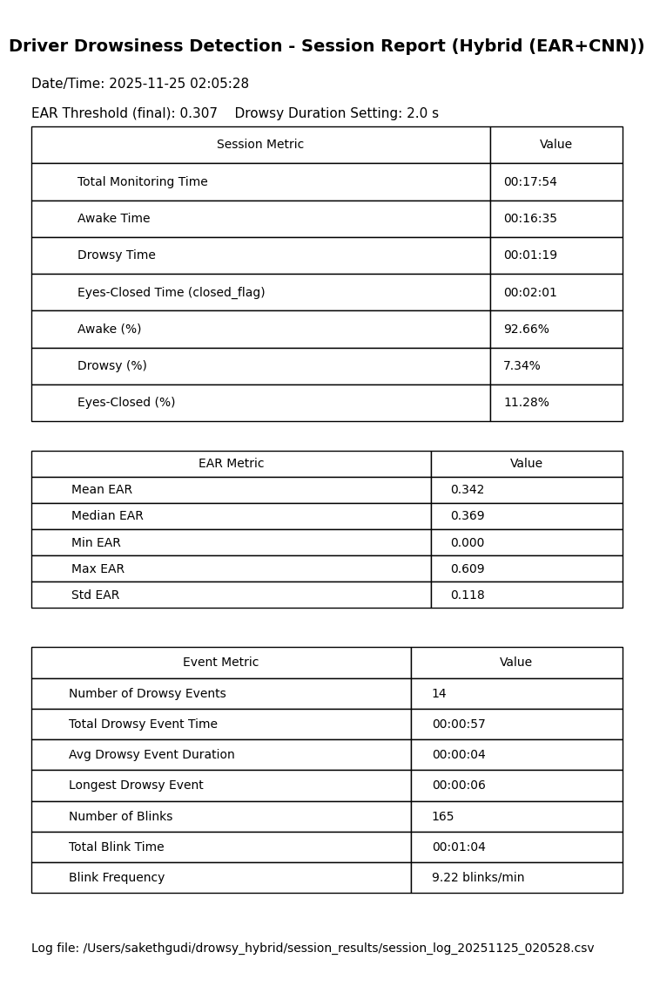 Driver Drowsiness Detection - Session Report (Hybrid (EAR+CNN))
Date/Time: 2025-11-25 02:05:28
EAR Threshold (final): 0.307    Drowsy Duration Setting: 2.0 s
Session Metric Value
Total Monitoring Time 00:17:54
Awake Time 00:16:35
Drowsy Time 00:01:19
Eyes-Closed Time (closed_flag) 00:02:01
Awake (%) 92.66%
Drowsy (%) 7.34%
Eyes-Closed (%) 11.28%
EAR Metric Value
Mean EAR 0.342
Median EAR 0.369
Min EAR 0.000
Max EAR 0.609
Std EAR 0.118
Event Metric Value
Number of Drowsy Events 14
Total Drowsy Event Time 00:00:57
Avg Drowsy Event Duration 00:00:04
Longest Drowsy Event 00:00:06
Number of Blinks 165
Total Blink Time 00:01:04
Blink Frequency 9.22 blinks/min
Log file: /Users/sakethgudi/drowsy_hybrid/session_results/session_log_20251125_020528.csv